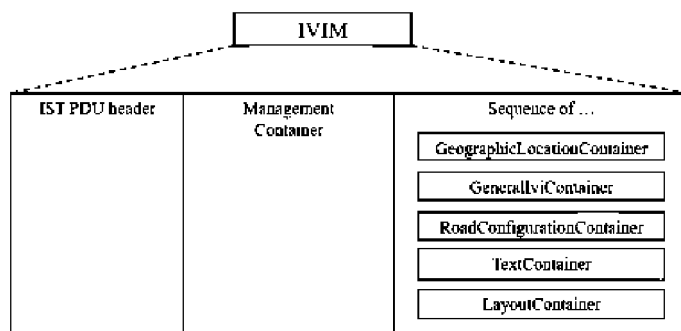 IVIM
IST PDU header
Management
Container
Sequence of ...
GeographicLocationContainer
GeneralIviContainer
RoadConfigurationContainer
TextContainer
LayoutContainer